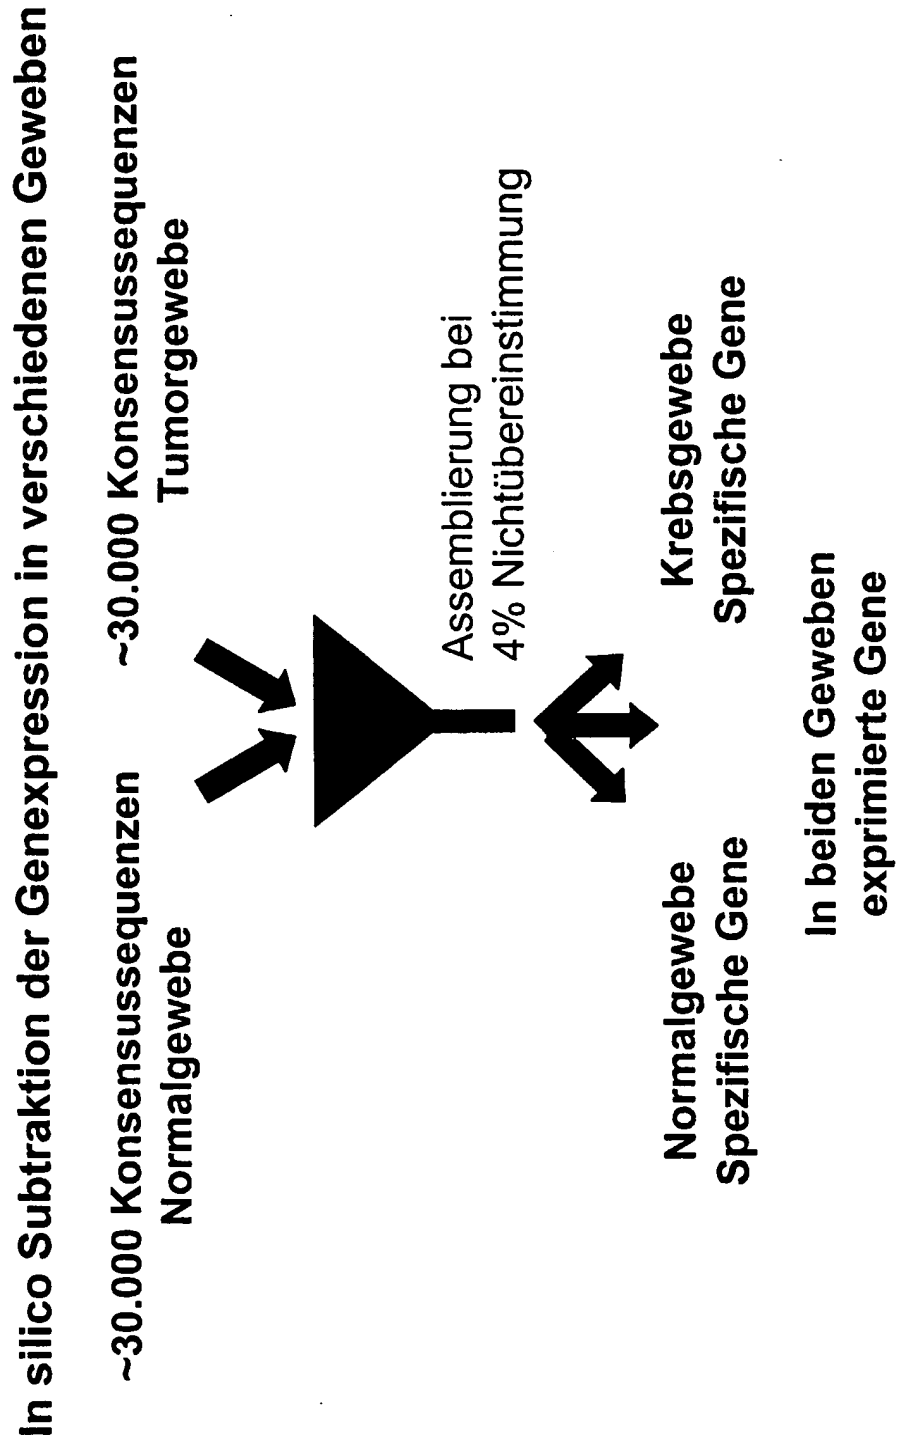 In silico Subtraktion der Genexpression in verschiedenen Geweben
~30.000 Konsensussequenzen
Normalgewebe
~30.000 Konsensussequenzen
Tumorgewebe
Assemblierung bei
4% Nichtübereinstimmung
Normalgewebe
Spezifische Gene
Krebsgewebe
Spezifische Gene
In beiden Geweben
exprimierte Gene